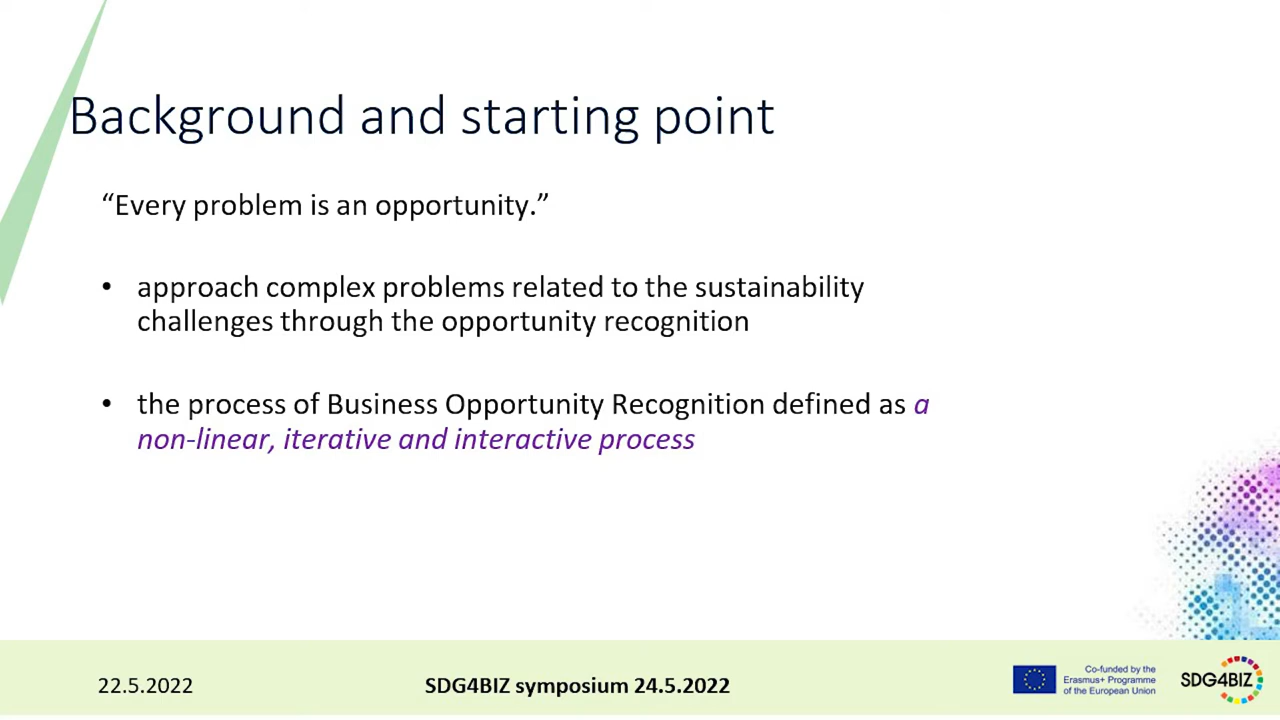 Background and starting point
“Every problem is an opportunity.”
• approach complex problems related to the sustainability
challenges through the opportunity recognition
• the process of Business Opportunity Recognition defined as a
non-linear, iterative and interactive process
22.5.2022
SDG4BIZ symposium 24.5.2022
Co-funded by the
Erasmus+ Programme
of the European Union
SDG4BIZ